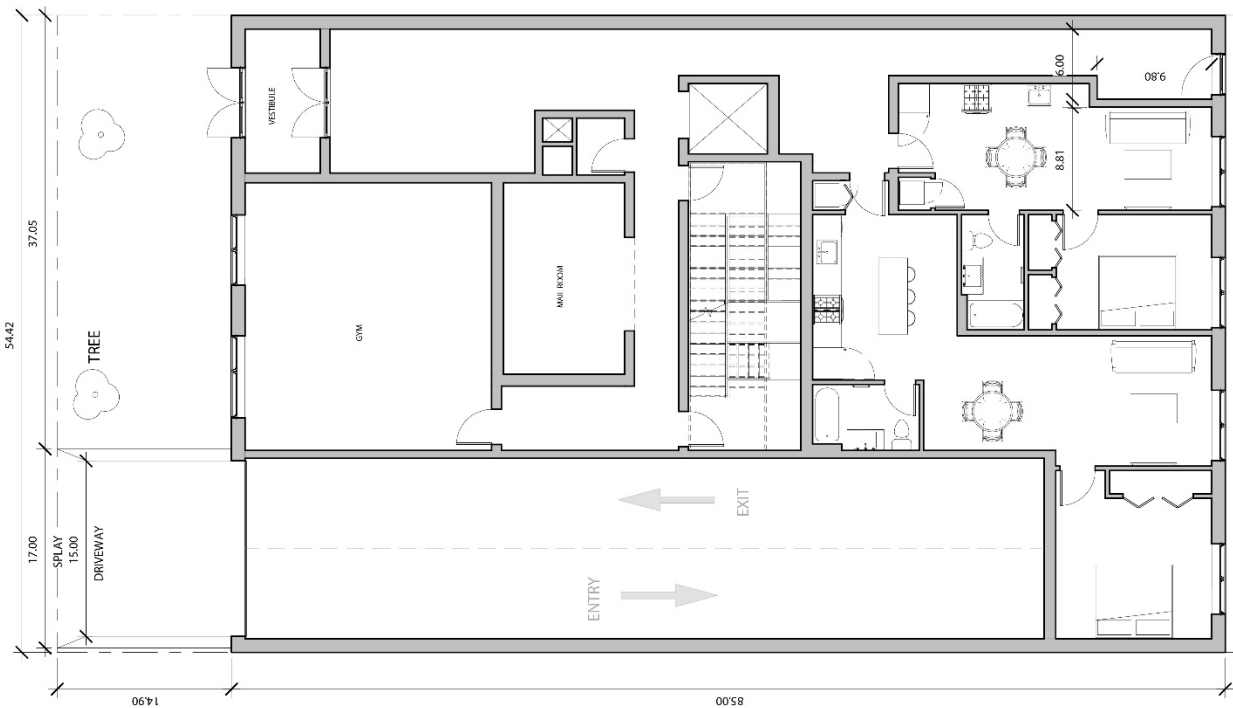 VESTIBULE
GYM
MAIL ROOM
TREE
EXIT
ENTRY
SPLAY
15.00
DRIVEWAY
37.05
54.42
17.00
14.90
85.00
6.00
9.80
8.81